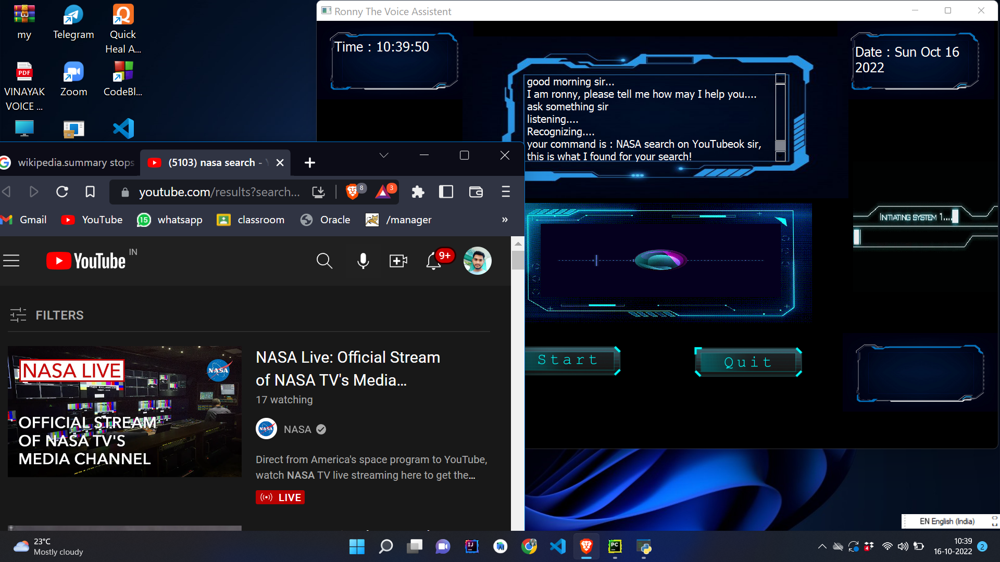 my
Telegram
Quick
Heal A...
VINAYAK
VOICE ...
Zoom
CodeBl...
PDF
Ronny The Voice Assistent
Time : 10:39:50
good morning sir...
I am ronny, please tell me how may I help you....
ask something sir
listening....
Recognizing....
your command is : NASA search on YouTubeok sir,
this is what I found for your search!
Date : Sun Oct 16
2022
INITIATING SYSTEM 1....
Start
Quit
wikipedia.summary stops
(5103) nasa search -
youtube.com/results?search...
8
3
Gmail
YouTube
15
whatsapp
classroom
Oracle
/manager
»
YouTube IN
9+
FILTERS
NASA LIVE
NASA
OFFICIAL STREAM
OF NASA TV'S
MEDIA CHANNEL
NASA Live: Official Stream
of NASA TV's Media...
17 watching
NASA
NASA
Direct from America's space program to YouTube,
watch NASA TV live streaming here to get the...
LIVE
EN English (India)
23°C
Mostly cloudy
IJ
PC
4
10:39
16-10-2022
2